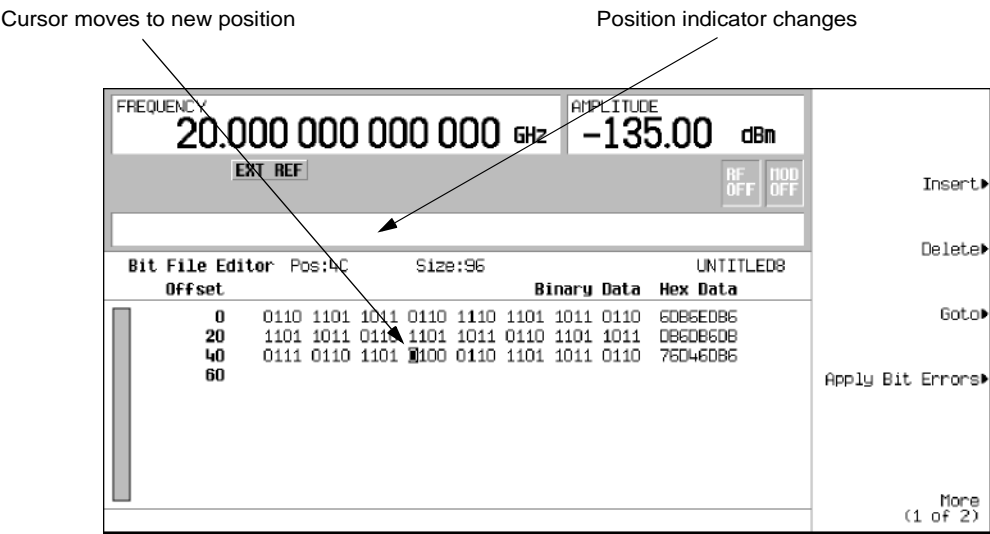 Cursor moves to new position
Position indicator changes
FREQUENCY
AMPLITUDE
20.000 000 000 000 GHz
-135.00 dBm
EXT REF
RF OFF
MOD OFF
Insert
Delete
Bit File Editor Pos:4C Size:96 UNTITLED8
Offset Binary Data Hex Data
0 0110 1101 1011 0110 1110 1101 1011 0110 6DB6EDB6
20 1101 1011 0110 1101 1011 0110 1101 1011 DB6DB6DB
40 0111 0110 1101 0100 0110 1101 1011 0110 76D46DB6
60
Goto
Apply Bit Errors
More
(1 of 2)